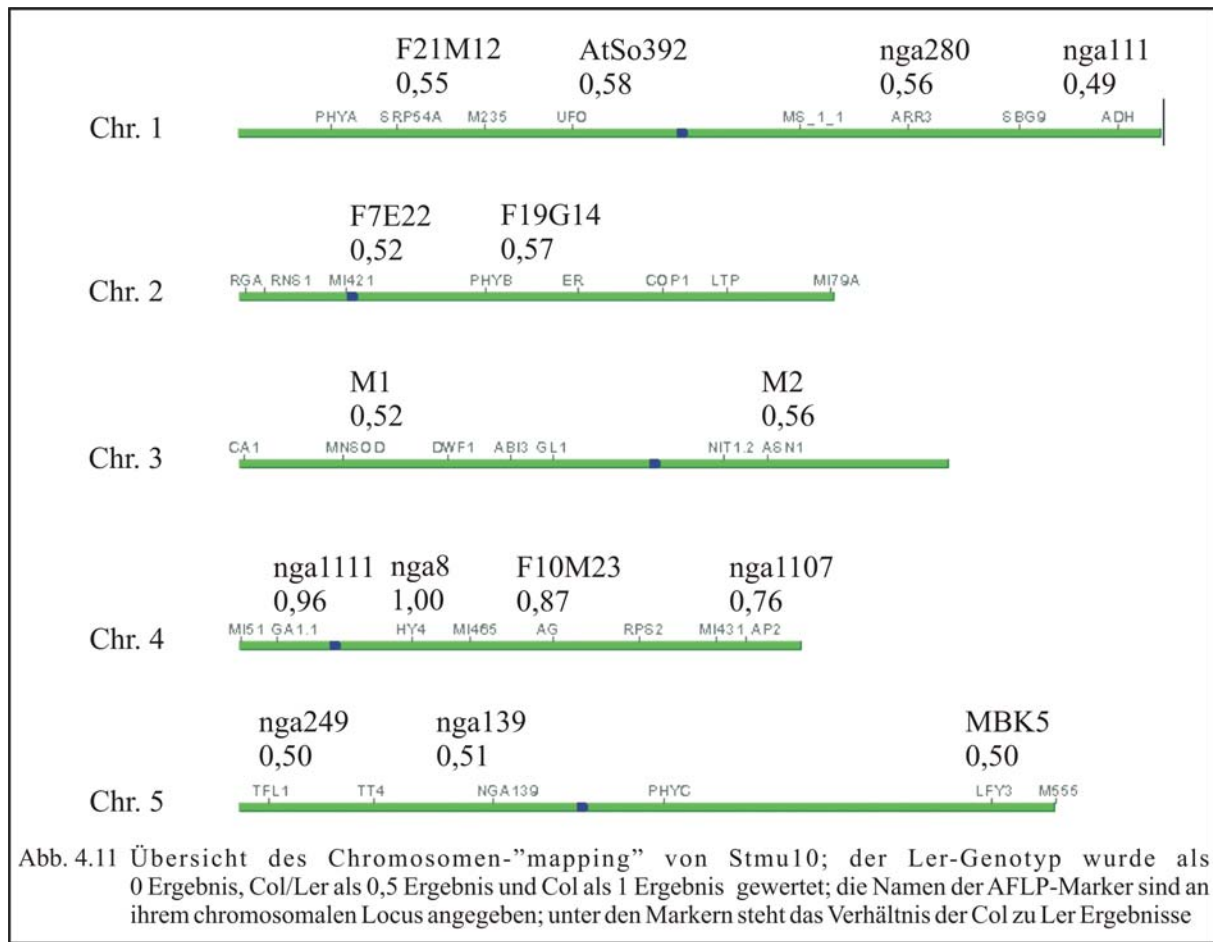 F21M12 AtSo392 nga280 nga111
0,55 0,58 0,56 0,49
Chr. 1
PHYA SRP54A M235 UFO MS_1_1 ARR3 SBG9 ADH
F7E22 F19G14
0,52 0,57
Chr. 2
RGA RNS1 MI421 PHYB ER COP1 LTP MI79A
M1 M2
0,52 0,56
Chr. 3
CA1 MNSOD DWF1 ABI3 GL1 NIT1.2 ASN1
nga1111 nga8 F10M23 nga1107
0,96 1,00 0,87 0,76
Chr. 4
MI51 GA1.1 HY4 MI465 AG RPS2 MI431 AP2
nga249 nga139 MBK5
0,50 0,51 0,50
Chr. 5
TFL1 TT4 NGA139 PHYC LFY3 M555
Abb. 4.11 Übersicht des Chromosomen-”mapping” von Stmu10; der Ler-Genotyp wurde als
0 Ergebnis, Col/Ler als 0,5 Ergebnis und Col als 1 Ergebnis gewertet; die Namen der AFLP-Marker sind an
ihrem chromosomalen Locus angegeben; unter den Markern steht das Verhältnis der Col zu Ler Ergebnisse